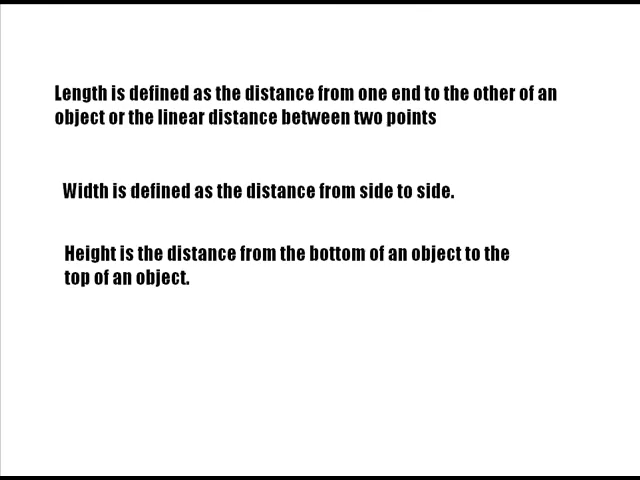 Length is defined as the distance from one end to the other of an
object or the linear distance between two points
Width is defined as the distance from side to side.
Height is the distance from the bottom of an object to the
top of an object.